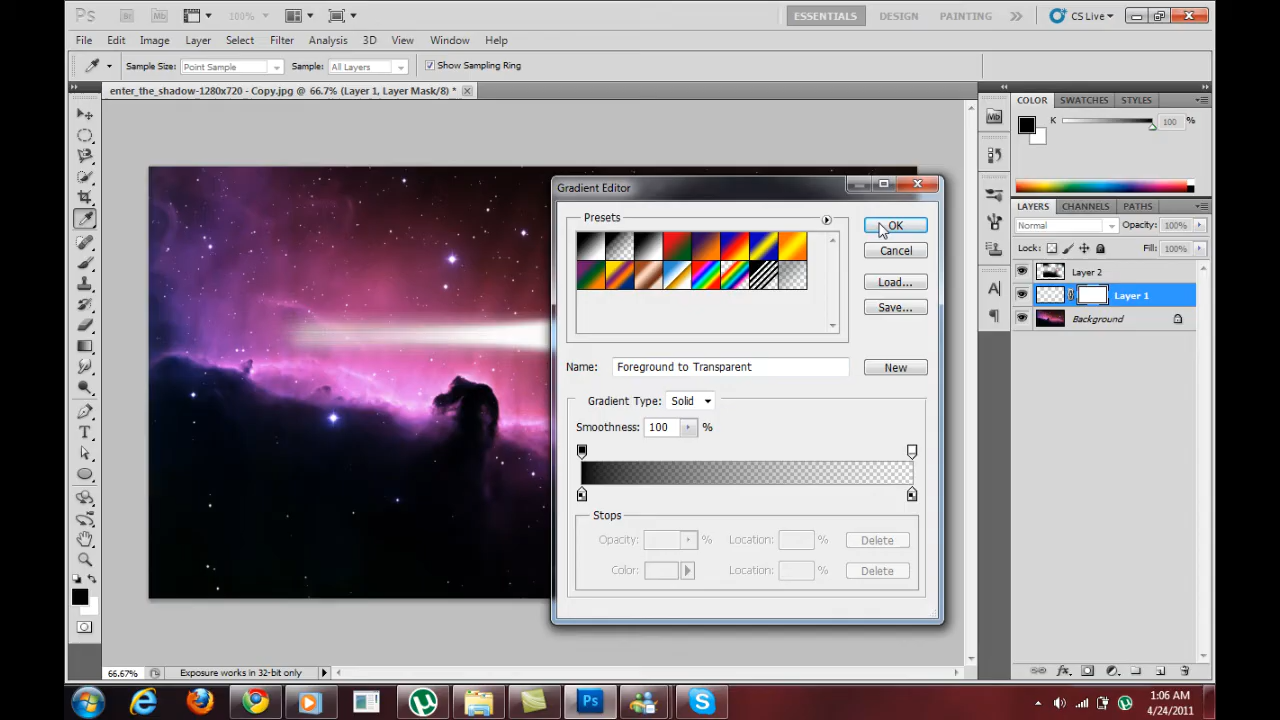 Ps Br Mb 100% ESSENTIALS DESIGN PAINTING CS Live
File Edit Image Layer Select Filter Analysis 3D View Window Help
Sample Size: Point Sample Sample: All Layers Show Sampling Ring
enter_the_shadow-1280x720 - Copy.jpg @ 66.7% (Layer 1, Layer Mask/8) *
COLOR SWATCHES STYLES
K 100 %
Mb
Gradient Editor
Presets
OK
Cancel
Load...
Save...
LAYERS CHANNELS PATHS
Normal Opacity: 100%
Lock: Fill: 100%
Layer 2
Layer 1
Background
Name: Foreground to Transparent New
Gradient Type: Solid
Smoothness: 100 %
Stops
Opacity: % Location: % Delete
Color: Location: % Delete
66.67% Exposure works in 32-bit only
1:06 AM
4/24/2011